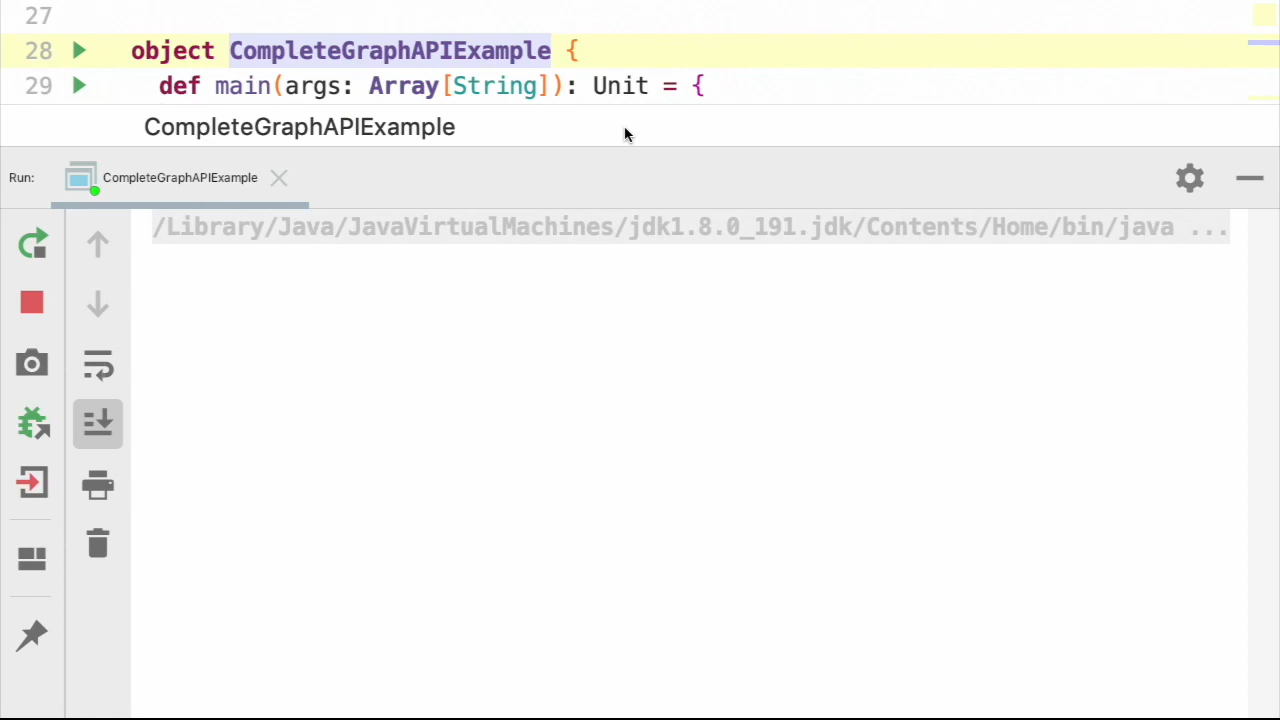 27
28 object CompleteGraphAPIExample {
29 def main(args: Array[String]): Unit = {
CompleteGraphAPIExample
Run: CompleteGraphAPIExample
/Library/Java/JavaVirtualMachines/jdk1.8.0_191.jdk/Contents/Home/bin/java ...